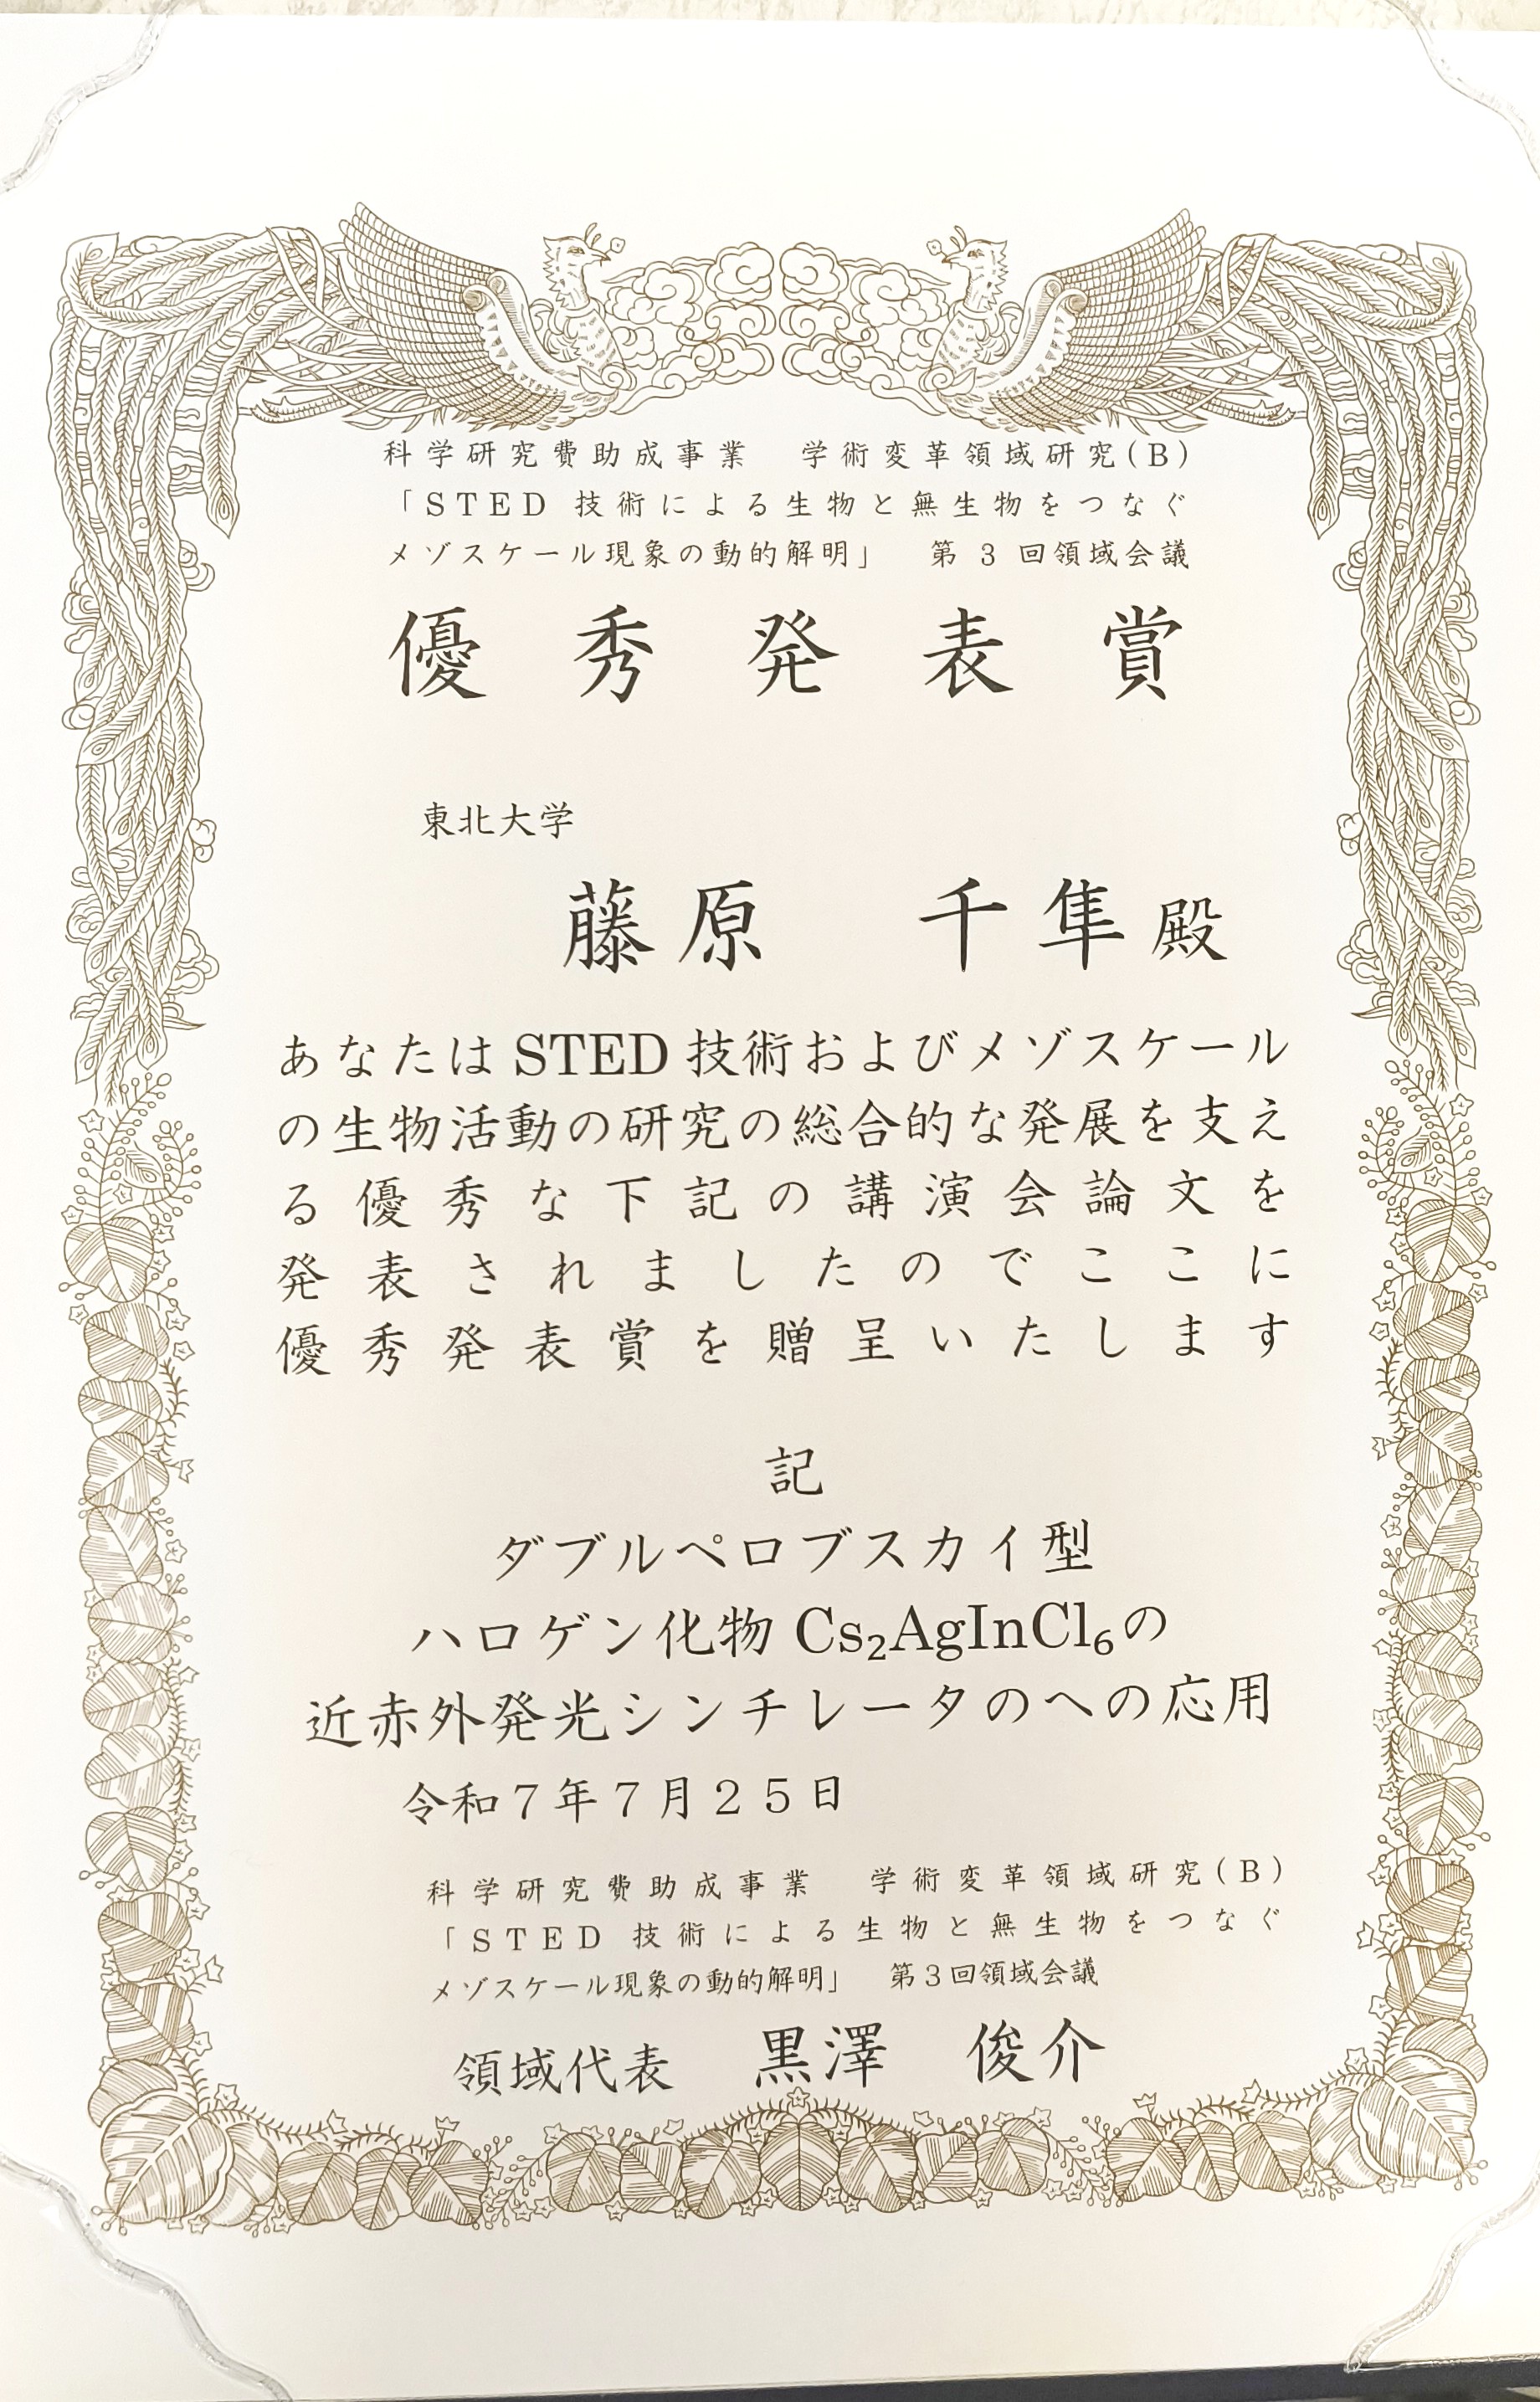 科学研究費助成事業　学術変革領域研究(B)
「STED 技術による生物と無生物をつなぐ
メゾスケール現象の動的解明」　第 3 回領域会議
優秀発表賞
東北大学
藤原　千隼殿
あなたは STED 技術およびメゾスケール
の生物活動の研究の総合的な発展を支え
る優秀な下記の講演会論文を
発表されましたのでここに
優秀発表賞を贈呈いたします
記
ダブルペロブスカイ型
ハロゲン化物 Cs₂AgInCl₆の
近赤外発光シンチレータのへの応用
令和７年７月２５日
科学研究費助成事業　学術変革領域研究(B)
「STED 技術による生物と無生物をつなぐ
メゾスケール現象の動的解明」　第３回領域会議
領域代表　黒澤　俊介